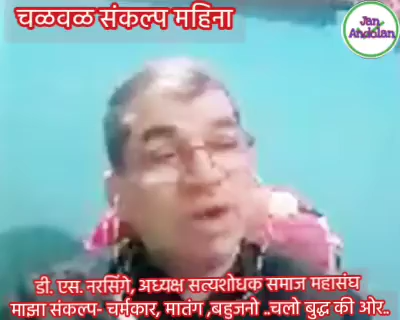 चळवळ संकल्प महिना
Jan
Andolan
डी. एस. नरसिंगे, अध्यक्ष सत्यशोधक समाज महासंघ
माझा संकल्प- चर्मकार, मातंग ,बहुजनो ..चलो बुद्ध की ओर..